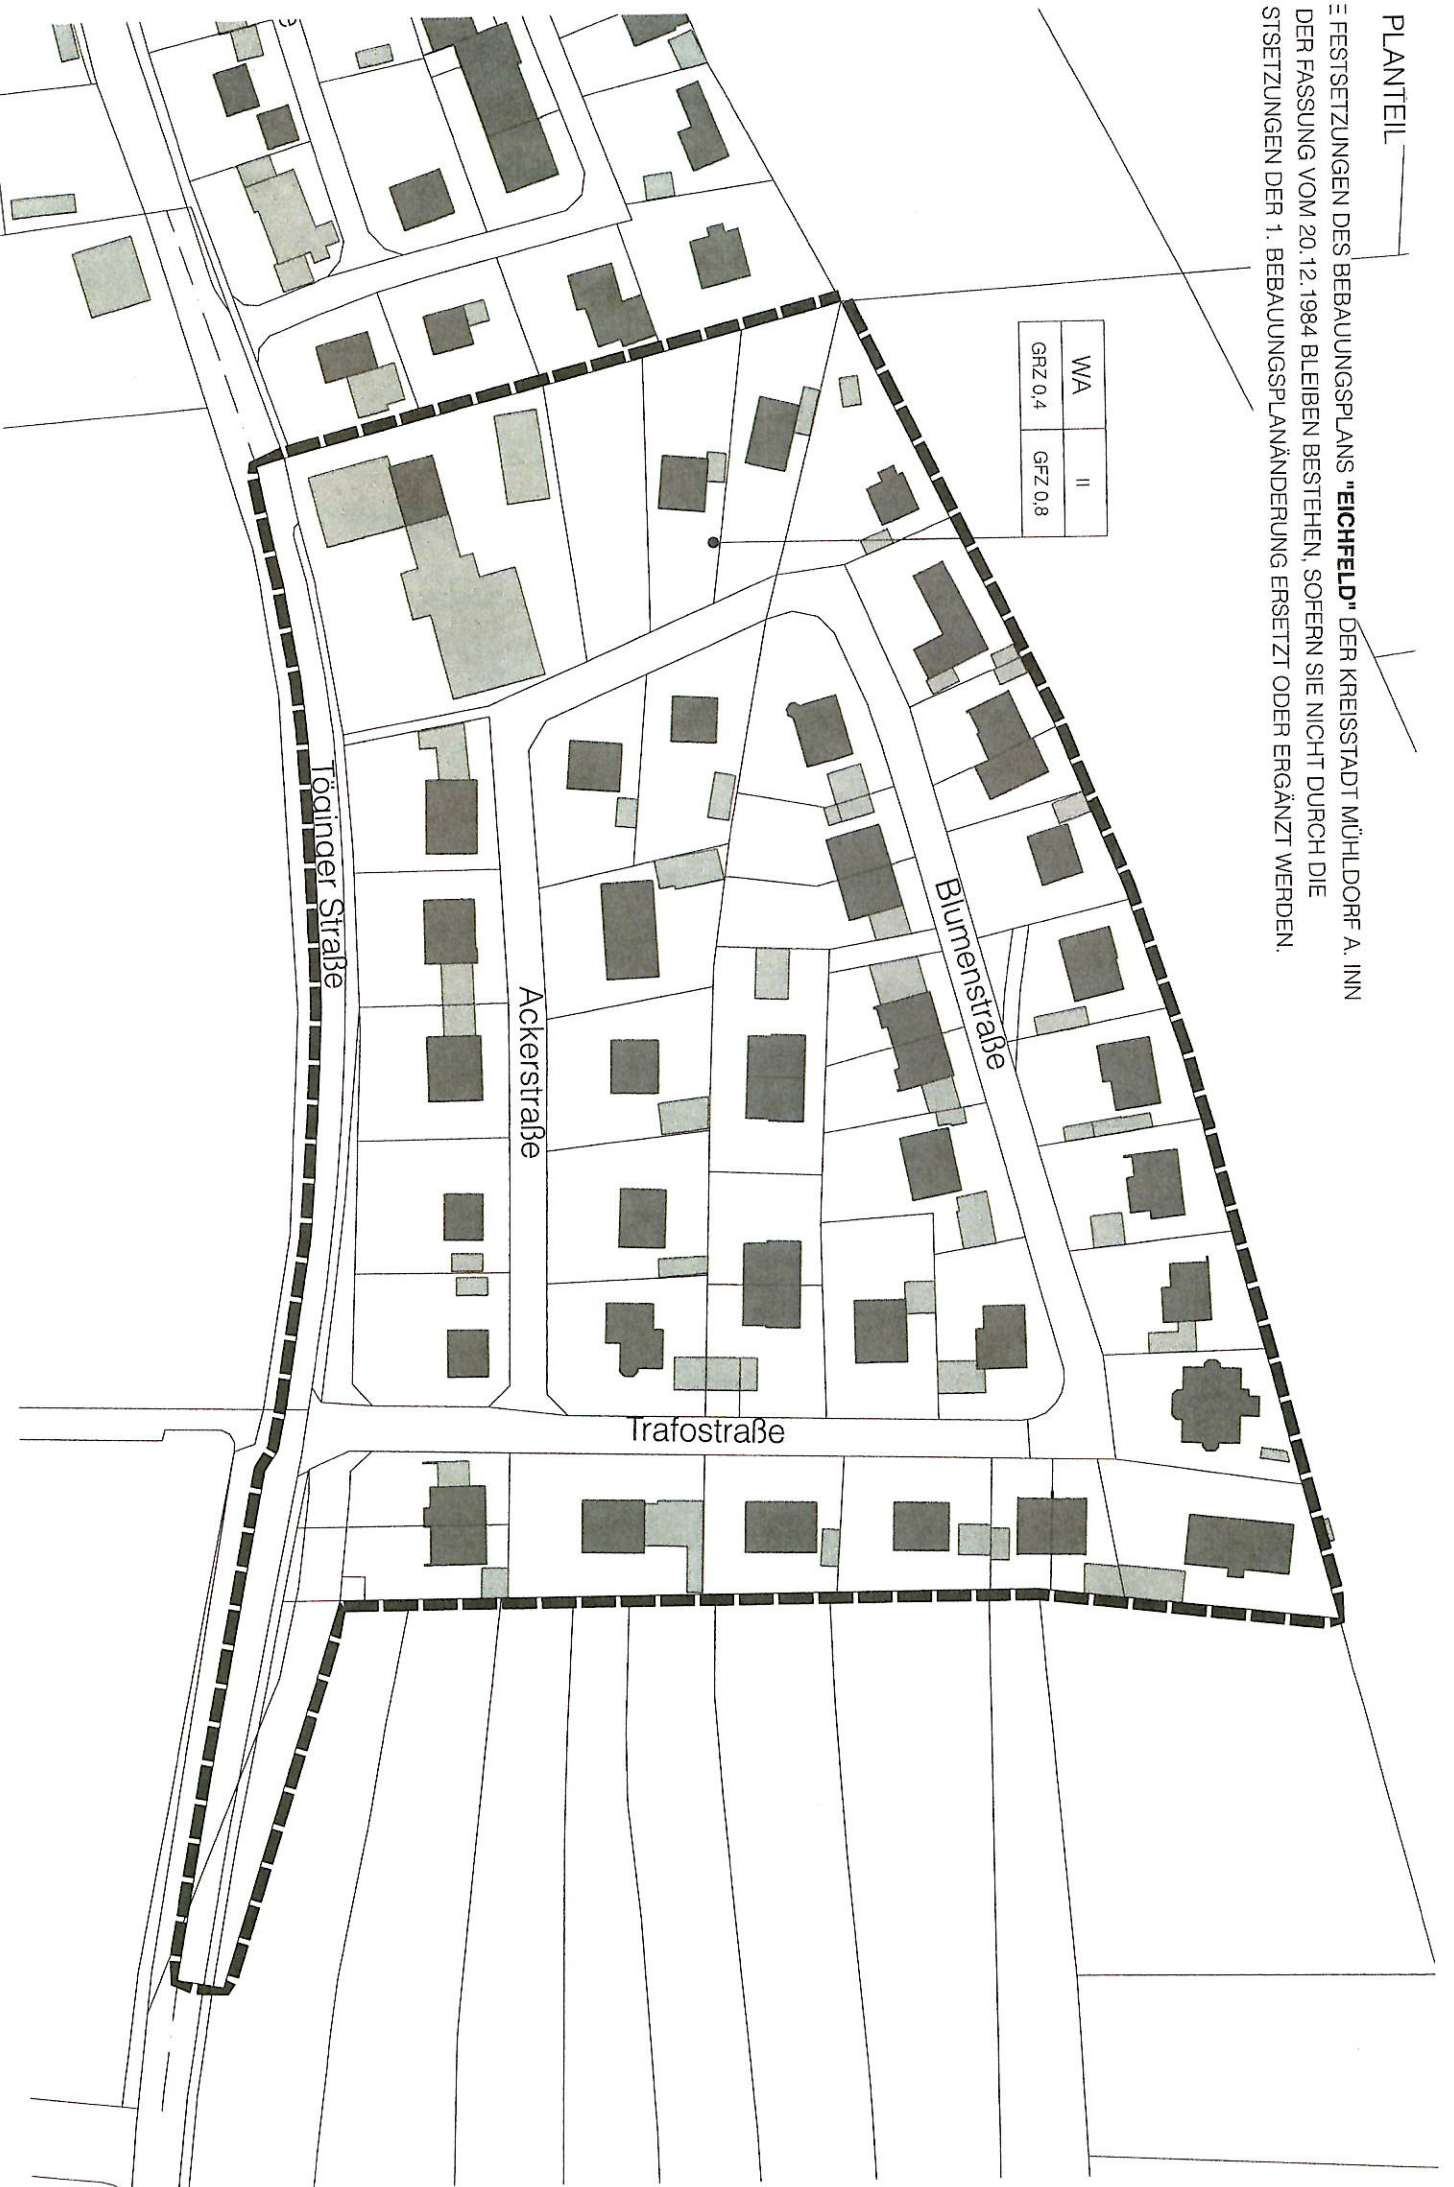 PLANTEIL
E FESTSETZUNGEN DES BEBAUUNGSPLANS "EICHFELD" DER KREISSTADT MÜHLDORF A. INN
DER FASSUNG VOM 20.12.1984 BLEIBEN BESTEHEN, SOFERN SIE NICHT DURCH DIE
STSETZUNGEN DER 1. BEBAUUNGSPLANÄNDERUNG ERSETZT ODER ERGÄNZT WERDEN.
WA II
GRZ 0,4 GFZ 0,8
Blumenstraße
Ackerstraße
Töginger Straße
Trafostraße